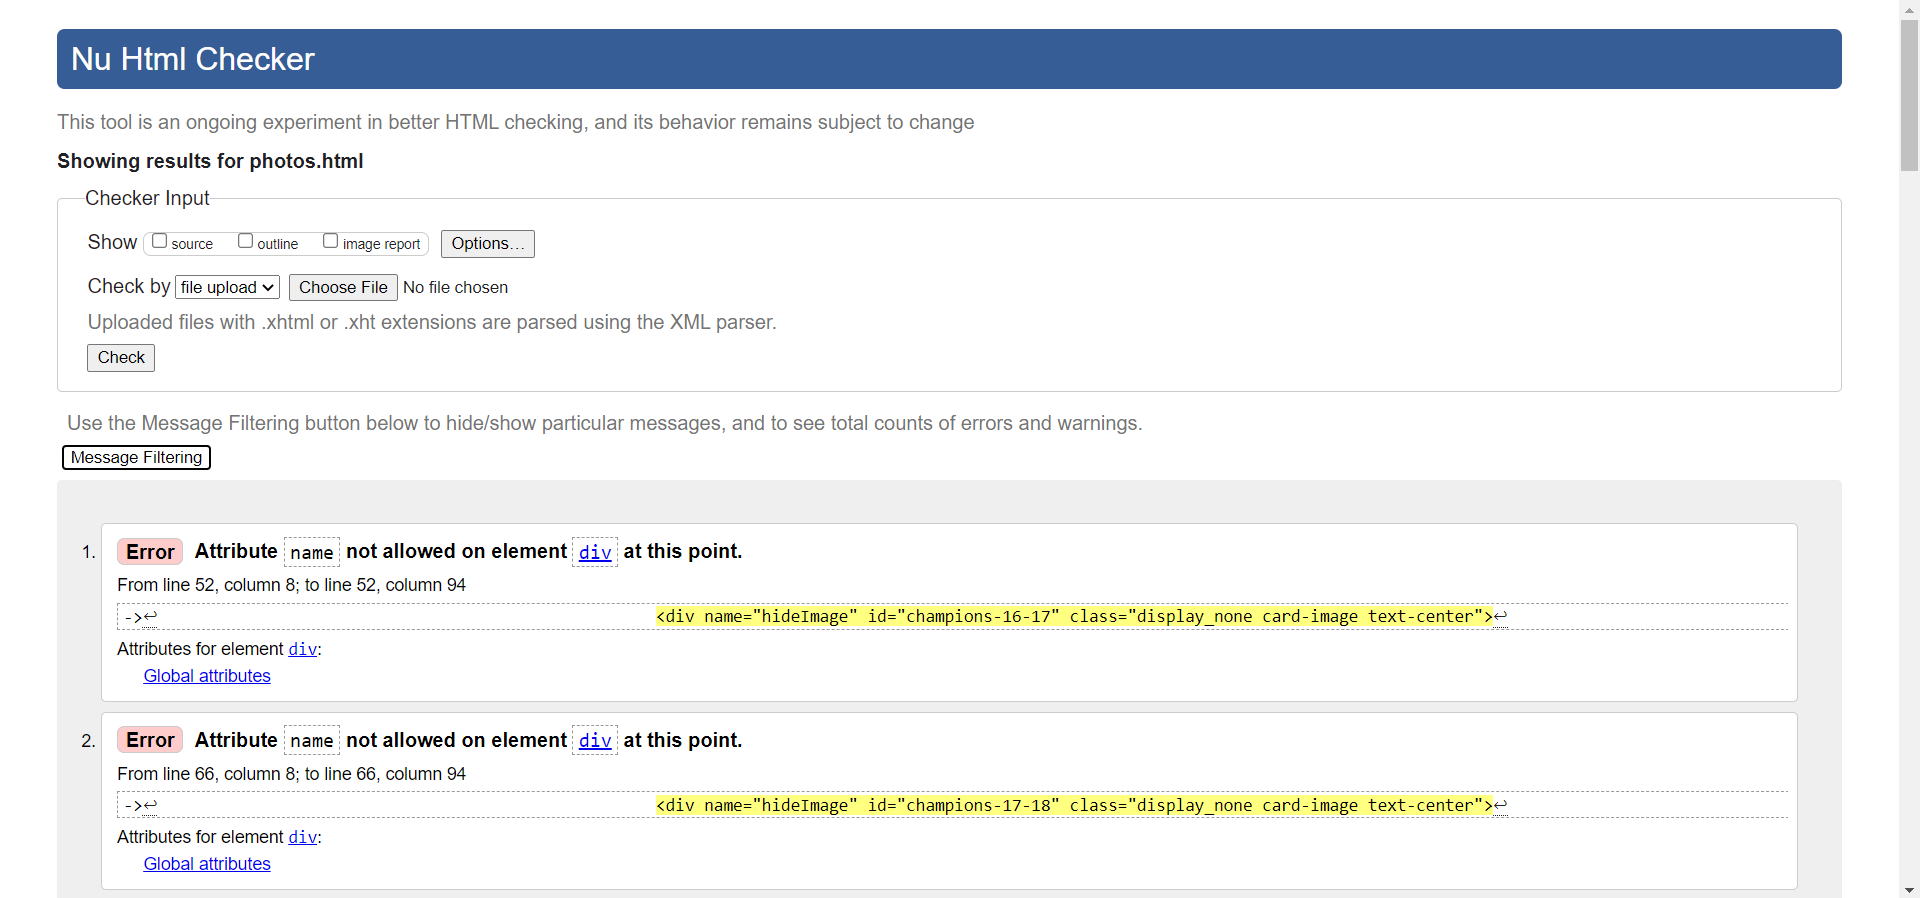 Nu Html Checker
This tool is an ongoing experiment in better HTML checking, and its behavior remains subject to change
Showing results for photos.html
Checker Input
Show source outline image report Options...
Check by file upload Choose File No file chosen
Uploaded files with .xhtml or .xht extensions are parsed using the XML parser.
Check
Use the Message Filtering button below to hide/show particular messages, and to see total counts of errors and warnings.
Message Filtering
1. Error Attribute name not allowed on element div at this point.
From line 52, column 8; to line 52, column 94
-->↩ <div name="hideImage" id="champions-16-17" class="display_none card-image text-center">↩
Attributes for element div:
Global attributes
2. Error Attribute name not allowed on element div at this point.
From line 66, column 8; to line 66, column 94
-->↩ <div name="hideImage" id="champions-17-18" class="display_none card-image text-center">↩
Attributes for element div:
Global attributes